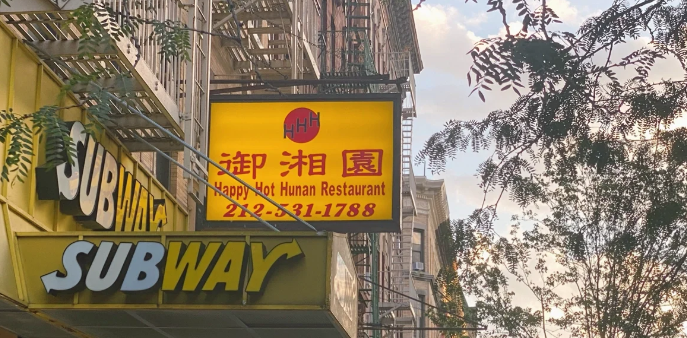 HHH
御湘園
Happy Hot Hunan Restaurant
212-531-1788
SUBWAY
SUBWAY